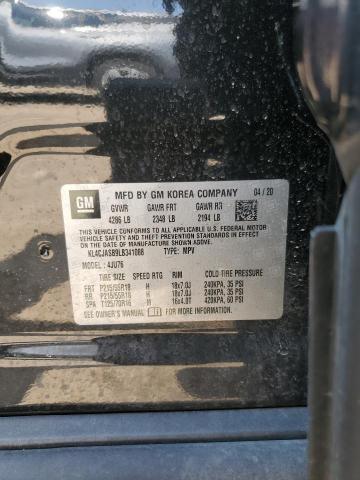 GM
MFD BY GM KOREA COMPANY 04/20
GVWR GAWR FRT GAWR RR
4286 LB 2348 LB 2194 LB
THIS VEHICLE CONFORMS TO ALL APPLICABLE U.S. FEDERAL MOTOR
VEHICLE SAFETY, BUMPER, AND THEFT PREVENTION STANDARDS IN EFFECT
ON THE DATE OF MANUFACTURE SHOWN ABOVE.
KL4CJASB9LB341088 TYPE: MPV
MODEL: 4JU76
TIRE SIZE SPEED RTG RIM COLD TIRE PRESSURE
FRT P215/55R18 H 18x7.0J 240KPA, 35 PSI
RR P215/55R18 H 18x7.0J 240KPA, 35 PSI
SPA T125/70R16 M 16x4.0T 420KPA, 60 PSI
SEE OWNER'S MANUAL FOR MORE INFORMATION